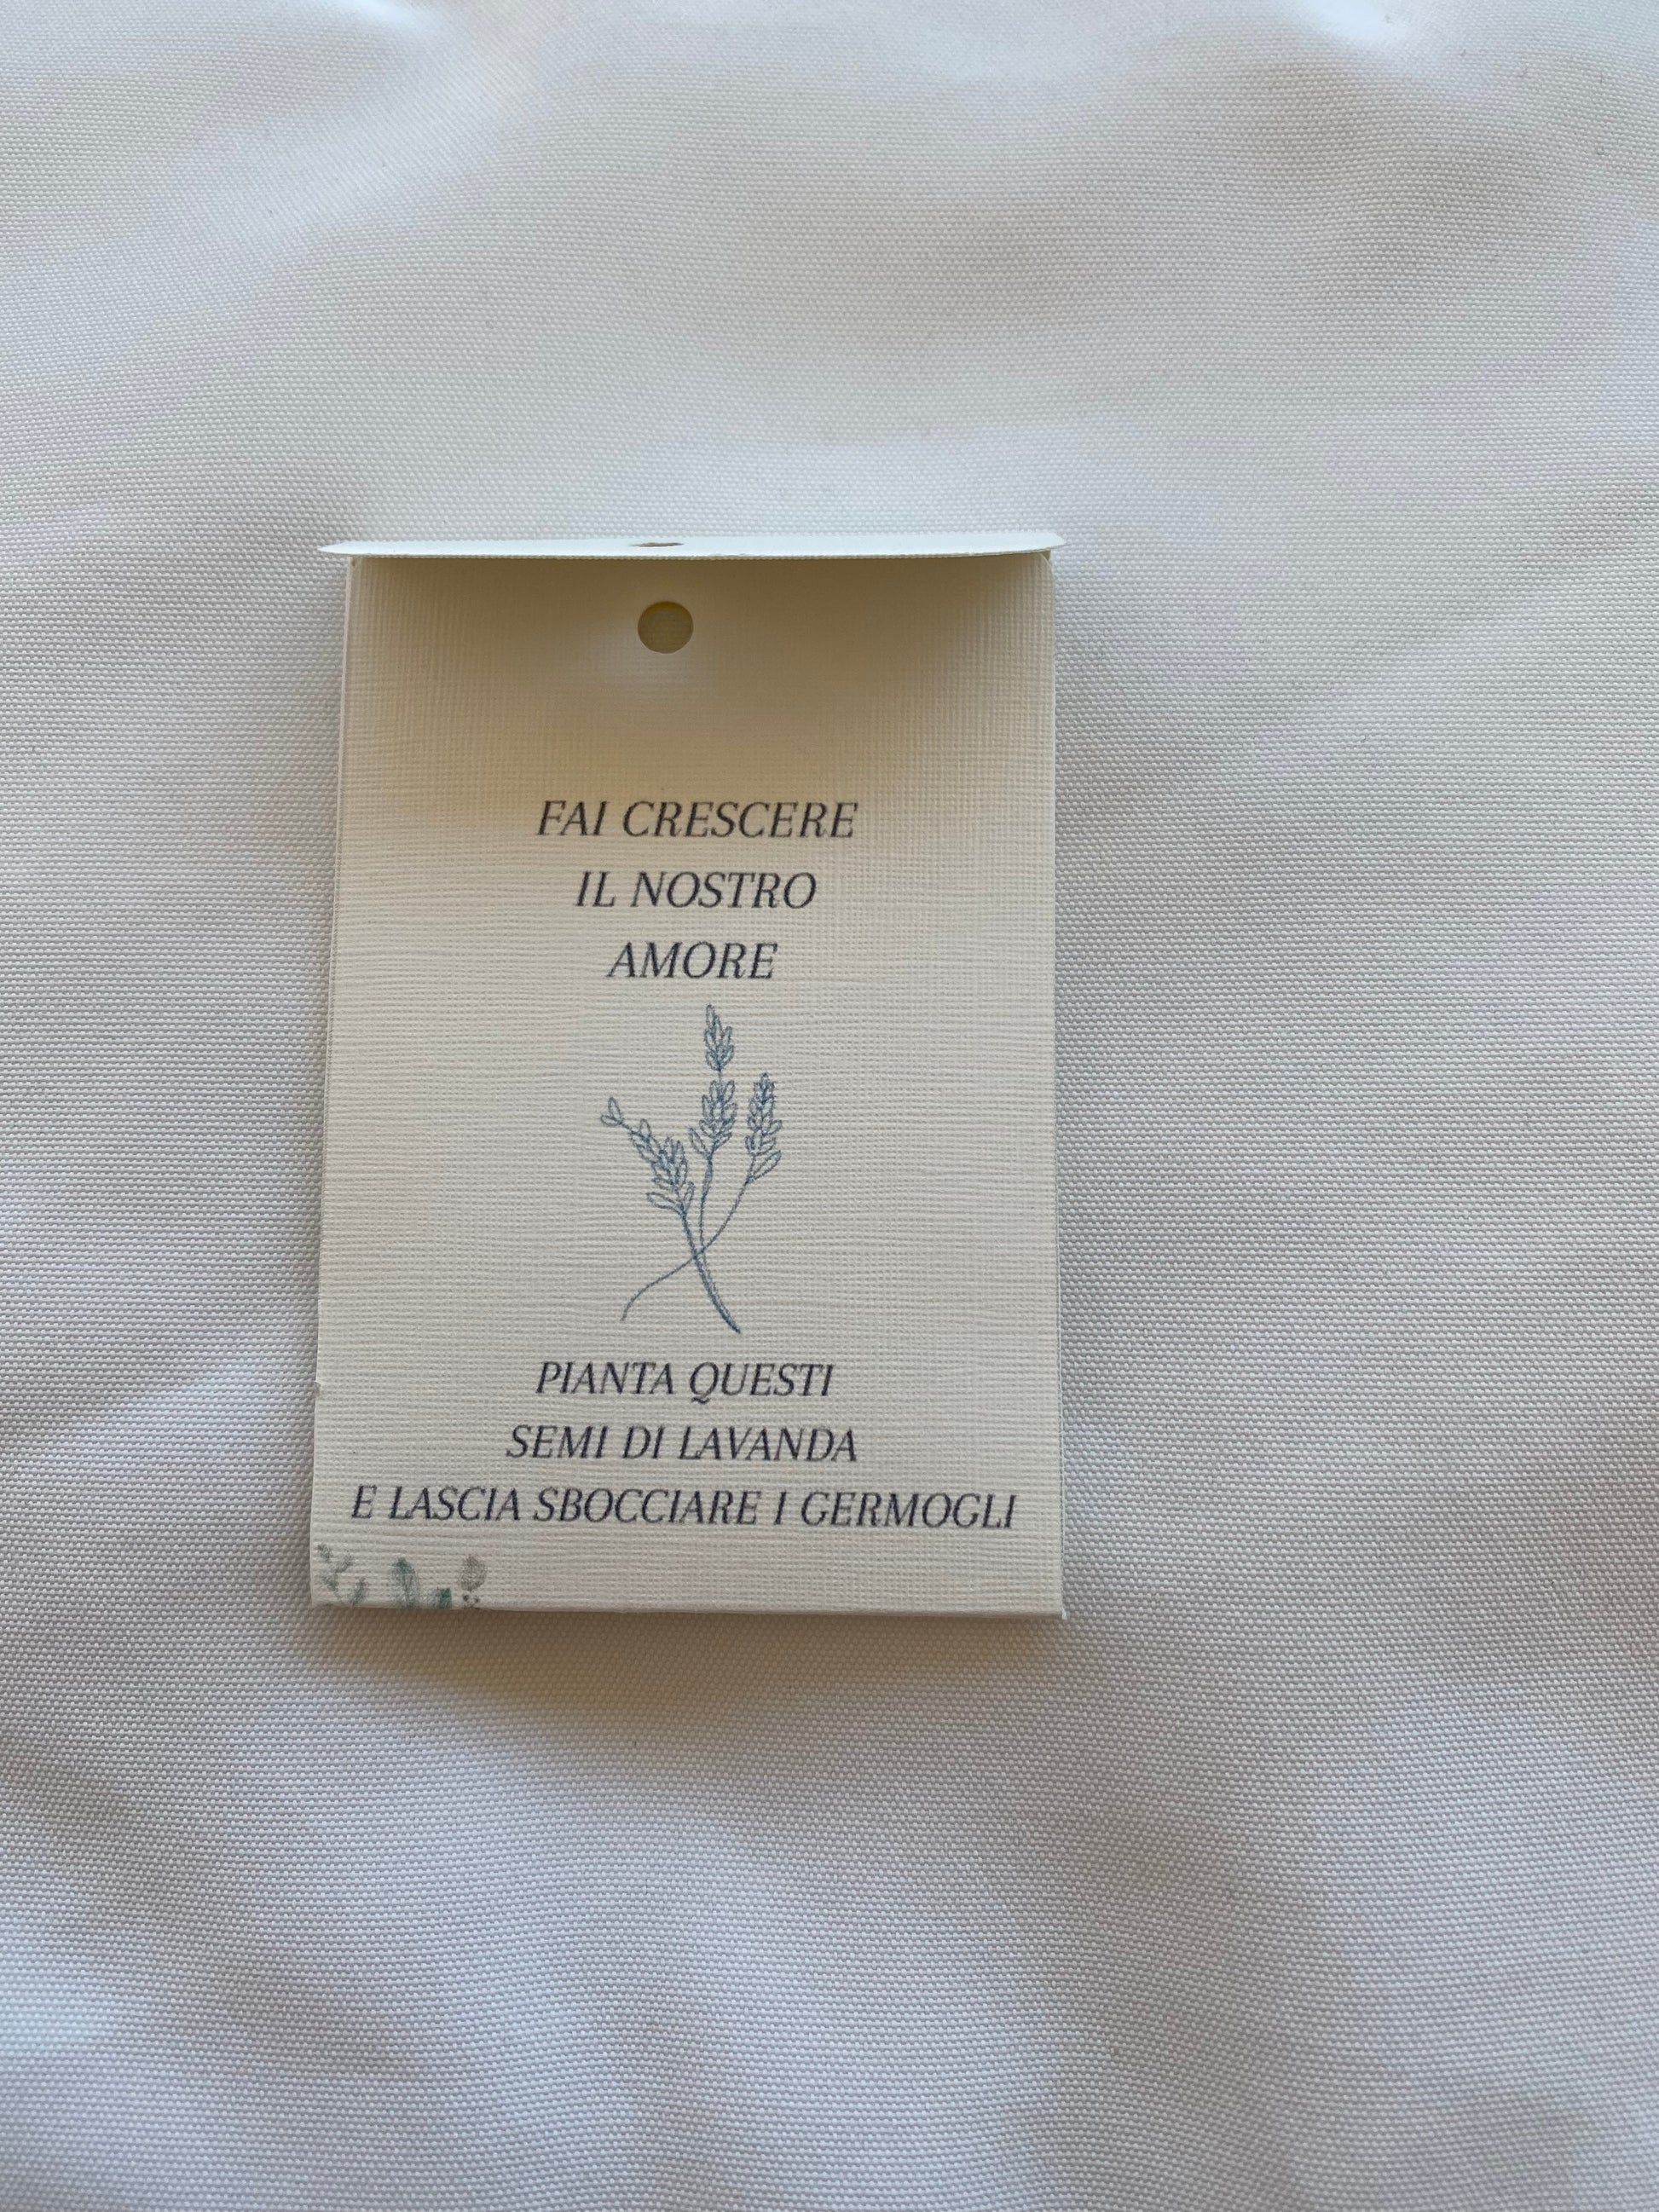 FAI CRESCERE
IL NOSTRO
AMORE
PIANTA QUESTI
SEMI DI LAVANDA
E LASCIA SBOCCIARE I GERMOGLI